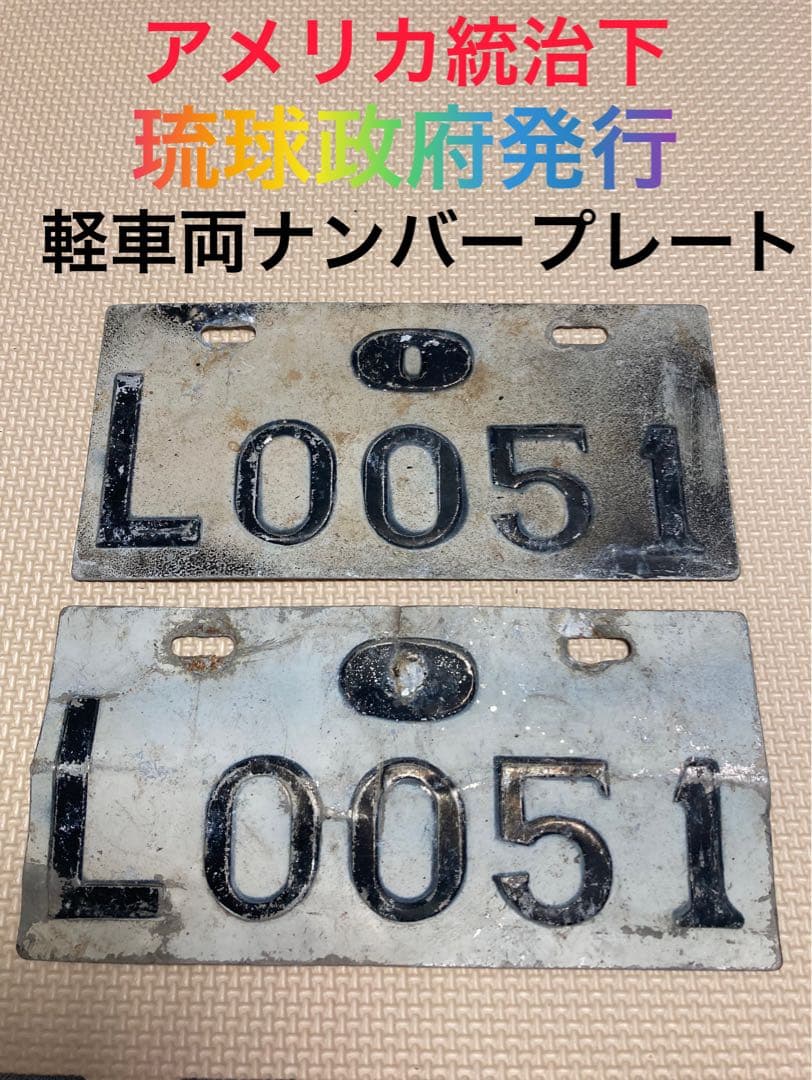 アメリカ統治下
琉球政府発行
軽車両ナンバープレート
0
L0051
L0051